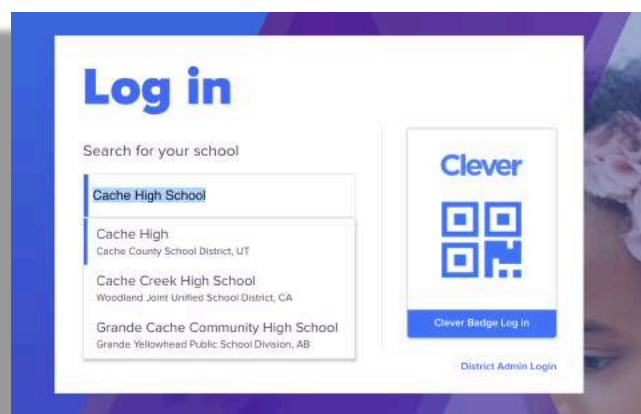 Log in
Search for your school
Cache High School
Cache High
Cache County School District, UT
Cache Creek High School
Woodland Joint Unified School District, CA
Grande Cache Community High School
Grande Yellowhead Public School Division, AB
Clever
Clever Badge Log in
District Admin Login